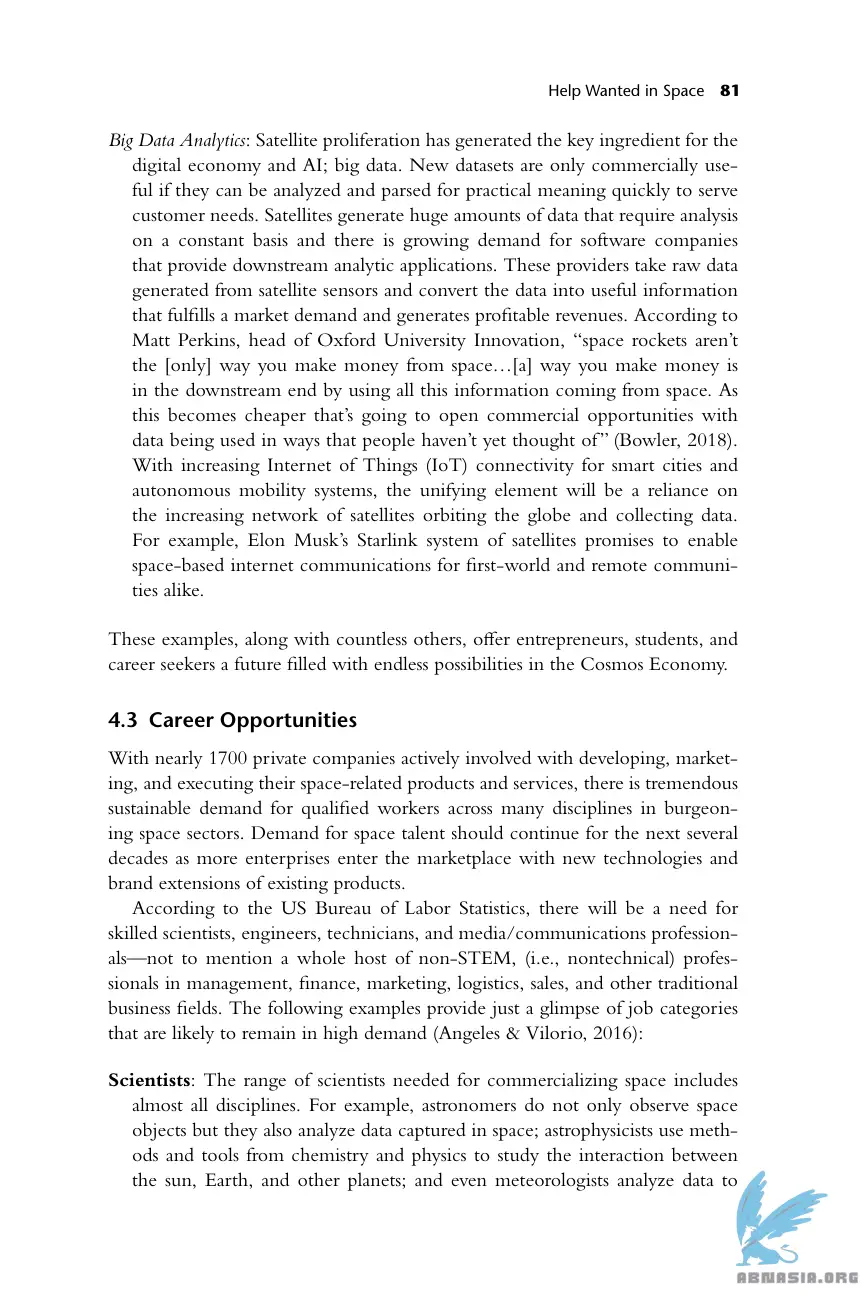 Help Wanted in Space 81
Big Data Analytics: Satellite proliferation has generated the key ingredient for the
digital economy and AI; big data. New datasets are only commercially use-
ful if they can be analyzed and parsed for practical meaning quickly to serve
customer needs. Satellites generate huge amounts of data that require analysis
on a constant basis and there is growing demand for software companies
that provide downstream analytic applications. These providers take raw data
generated from satellite sensors and convert the data into useful information
that fulfills a market demand and generates profitable revenues. According to
Matt Perkins, head of Oxford University Innovation, “space rockets aren’t
the [only] way you make money from space…[a] way you make money is
in the downstream end by using all this information coming from space. As
this becomes cheaper that’s going to open commercial opportunities with
data being used in ways that people haven’t yet thought of” (Bowler, 2018).
With increasing Internet of Things (IoT) connectivity for smart cities and
autonomous mobility systems, the unifying element will be a reliance on
the increasing network of satellites orbiting the globe and collecting data.
For example, Elon Musk’s Starlink system of satellites promises to enable
space-based internet communications for first-world and remote communi-
ties alike.
These examples, along with countless others, offer entrepreneurs, students, and
career seekers a future filled with endless possibilities in the Cosmos Economy.
4.3 Career Opportunities
With nearly 1700 private companies actively involved with developing, market-
ing, and executing their space-related products and services, there is tremendous
sustainable demand for qualified workers across many disciplines in burgeon-
ing space sectors. Demand for space talent should continue for the next several
decades as more enterprises enter the marketplace with new technologies and
brand extensions of existing products.
According to the US Bureau of Labor Statistics, there will be a need for
skilled scientists, engineers, technicians, and media/communications profession-
als—not to mention a whole host of non-STEM, (i.e., nontechnical) profes-
sionals in management, finance, marketing, logistics, sales, and other traditional
business fields. The following examples provide just a glimpse of job categories
that are likely to remain in high demand (Angeles & Vilorio, 2016):
Scientists: The range of scientists needed for commercializing space includes
almost all disciplines. For example, astronomers do not only observe space
objects but they also analyze data captured in space; astrophysicists use meth-
ods and tools from chemistry and physics to study the interaction between
the sun, Earth, and other planets; and even meteorologists analyze data to
ABNASIA.ORG